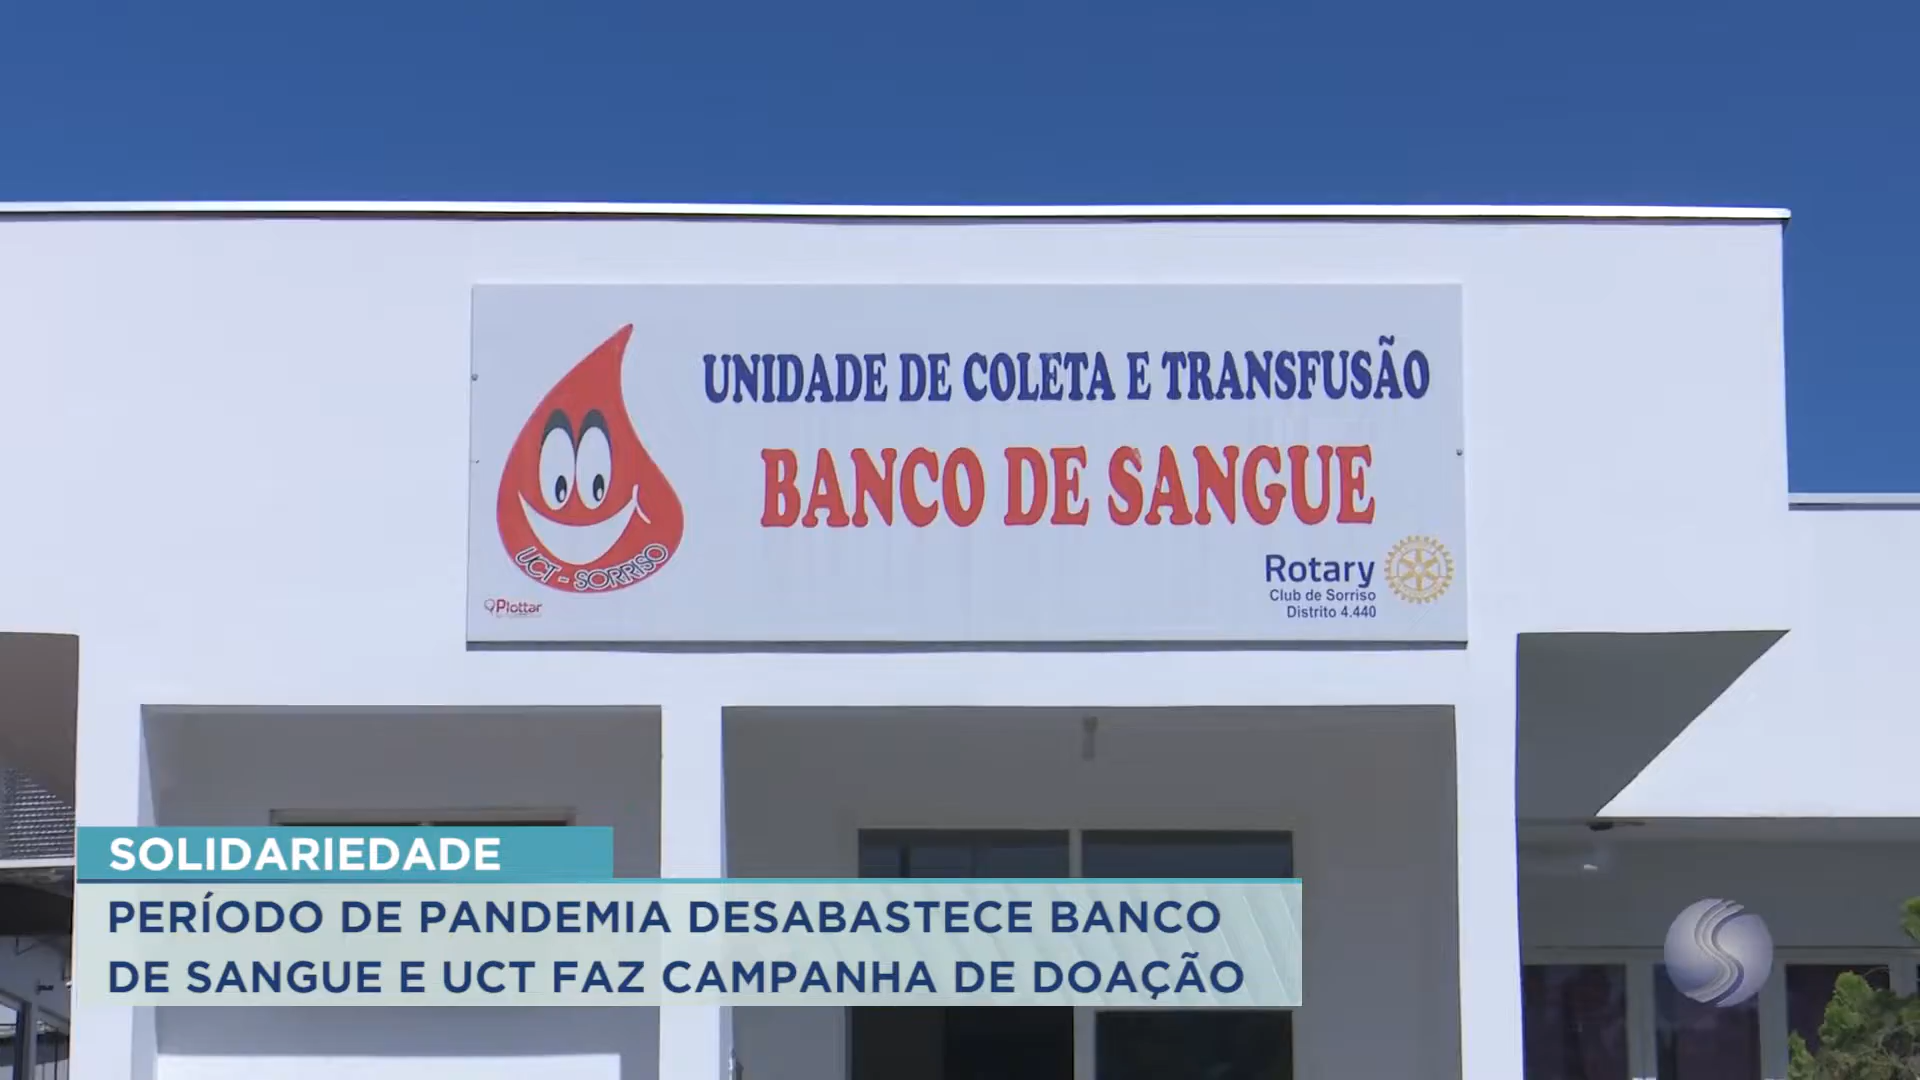 UNIDADE DE COLETA E TRANSFUSÃO
BANCO DE SANGUE
UCT - SORRISO
Plottar
Rotary
Club de Sorriso
Distrito 4.440
SOLIDARIEDADE
PERÍODO DE PANDEMIA DESABASTECE BANCO
DE SANGUE E UCT FAZ CAMPANHA DE DOAÇÃO